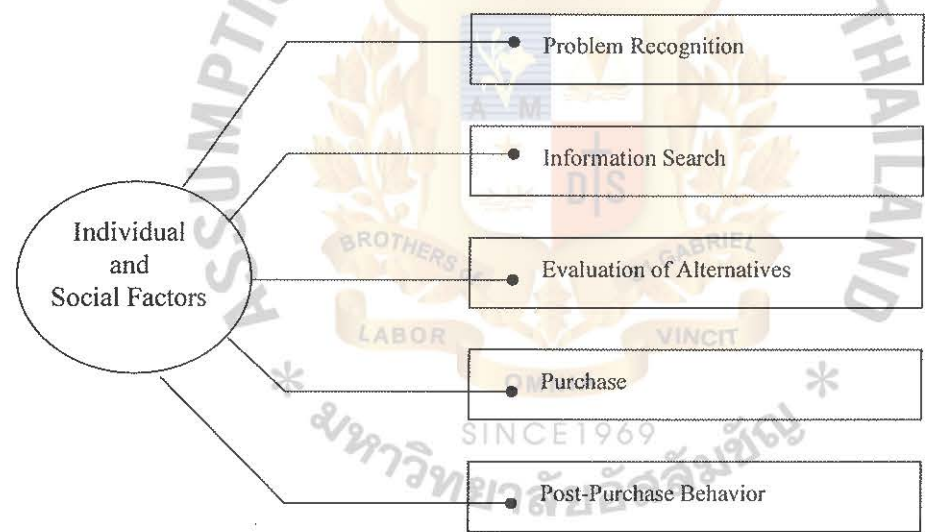 Problem Recognition
Information Search
Individual
and
Social Factors
Evaluation of Alternatives
Purchase
Post-Purchase Behavior
THAILAND
A M
D S
BROTHERS
GABRIEL
LABOR
VINCIT
SINCE1969